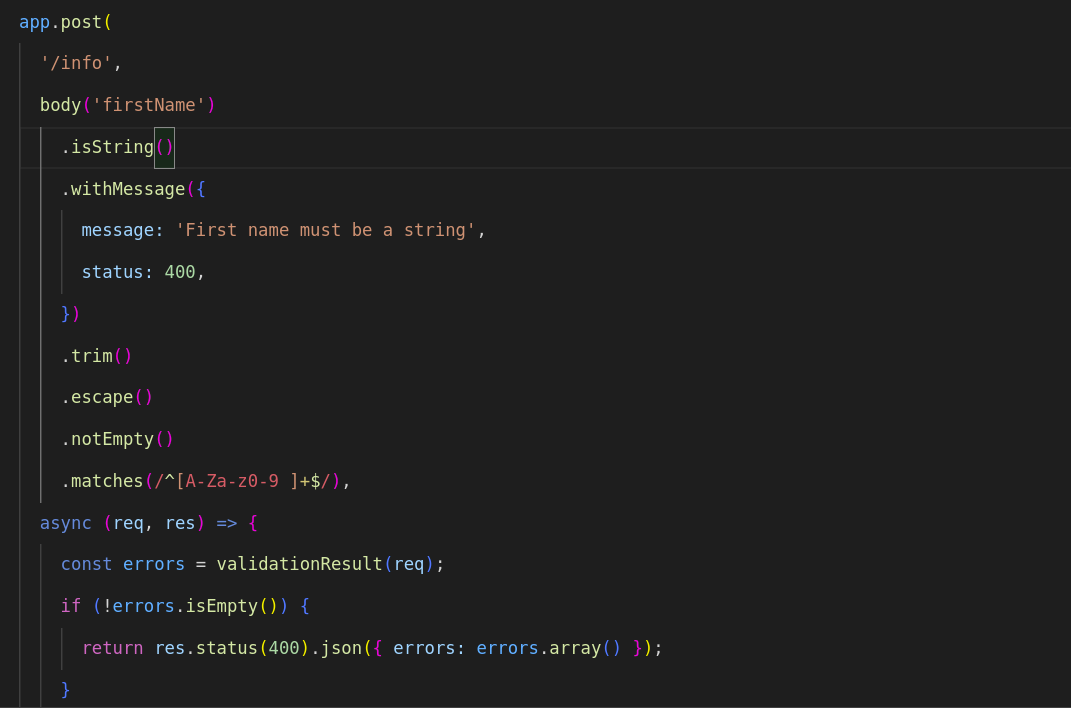 app.post(
'/info',
body('firstName')
.isString()
.withMessage({
message: 'First name must be a string',
status: 400,
})
.trim()
.escape()
.notEmpty()
.matches(/^[A-Za-z0-9 ]+$/),
async (req, res) => {
const errors = validationResult(req);
if (!errors.isEmpty()) {
return res.status(400).json({ errors: errors.array() });
}